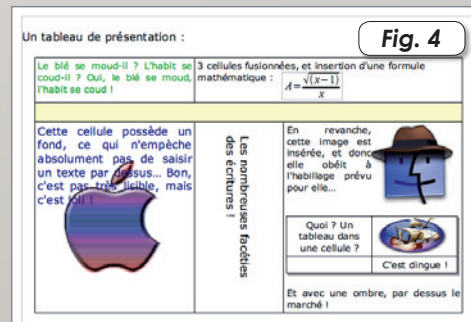 Un tableau de présentation :
Fig. 4
Le blé se moud-il ? L'habit se
coud-il ? Oui, le blé se moud,
l'habit se coud !
3 cellules fusionnées, et insertion d'une formule
mathématique :
A=√(x−1)/x
Cette cellule possède un
fond, ce qui n'empèche
absolument pas de saisir
un texte par dessus... Bon,
c'est pas très lisible, mais
c'est joli !
Les nombreuses facéties
des écritures !
En revanche,
cette image est
insérée, et donc
elle obéit à
l'habillage prévu
pour elle...
Quoi ? Un
tableau dans
une cellule ?
C'est dingue !
Et avec une ombre, par dessus le
marché !